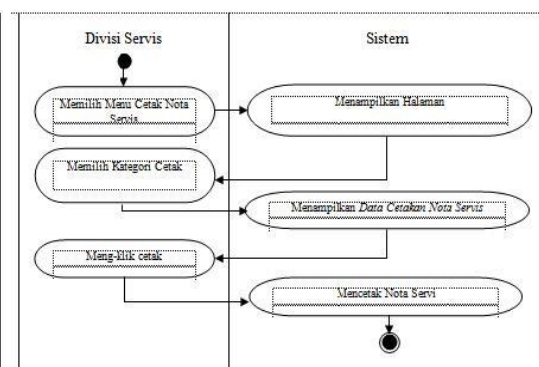 Divisi Servis
Sistem
Memilih Menu Cetak Nota
Servis
Menampilkan Halaman
Memilih Kategori Cetak
Menampilkan Data Cetakan Nota Servis
Meng-klik cetak
Mencetak Nota Servi